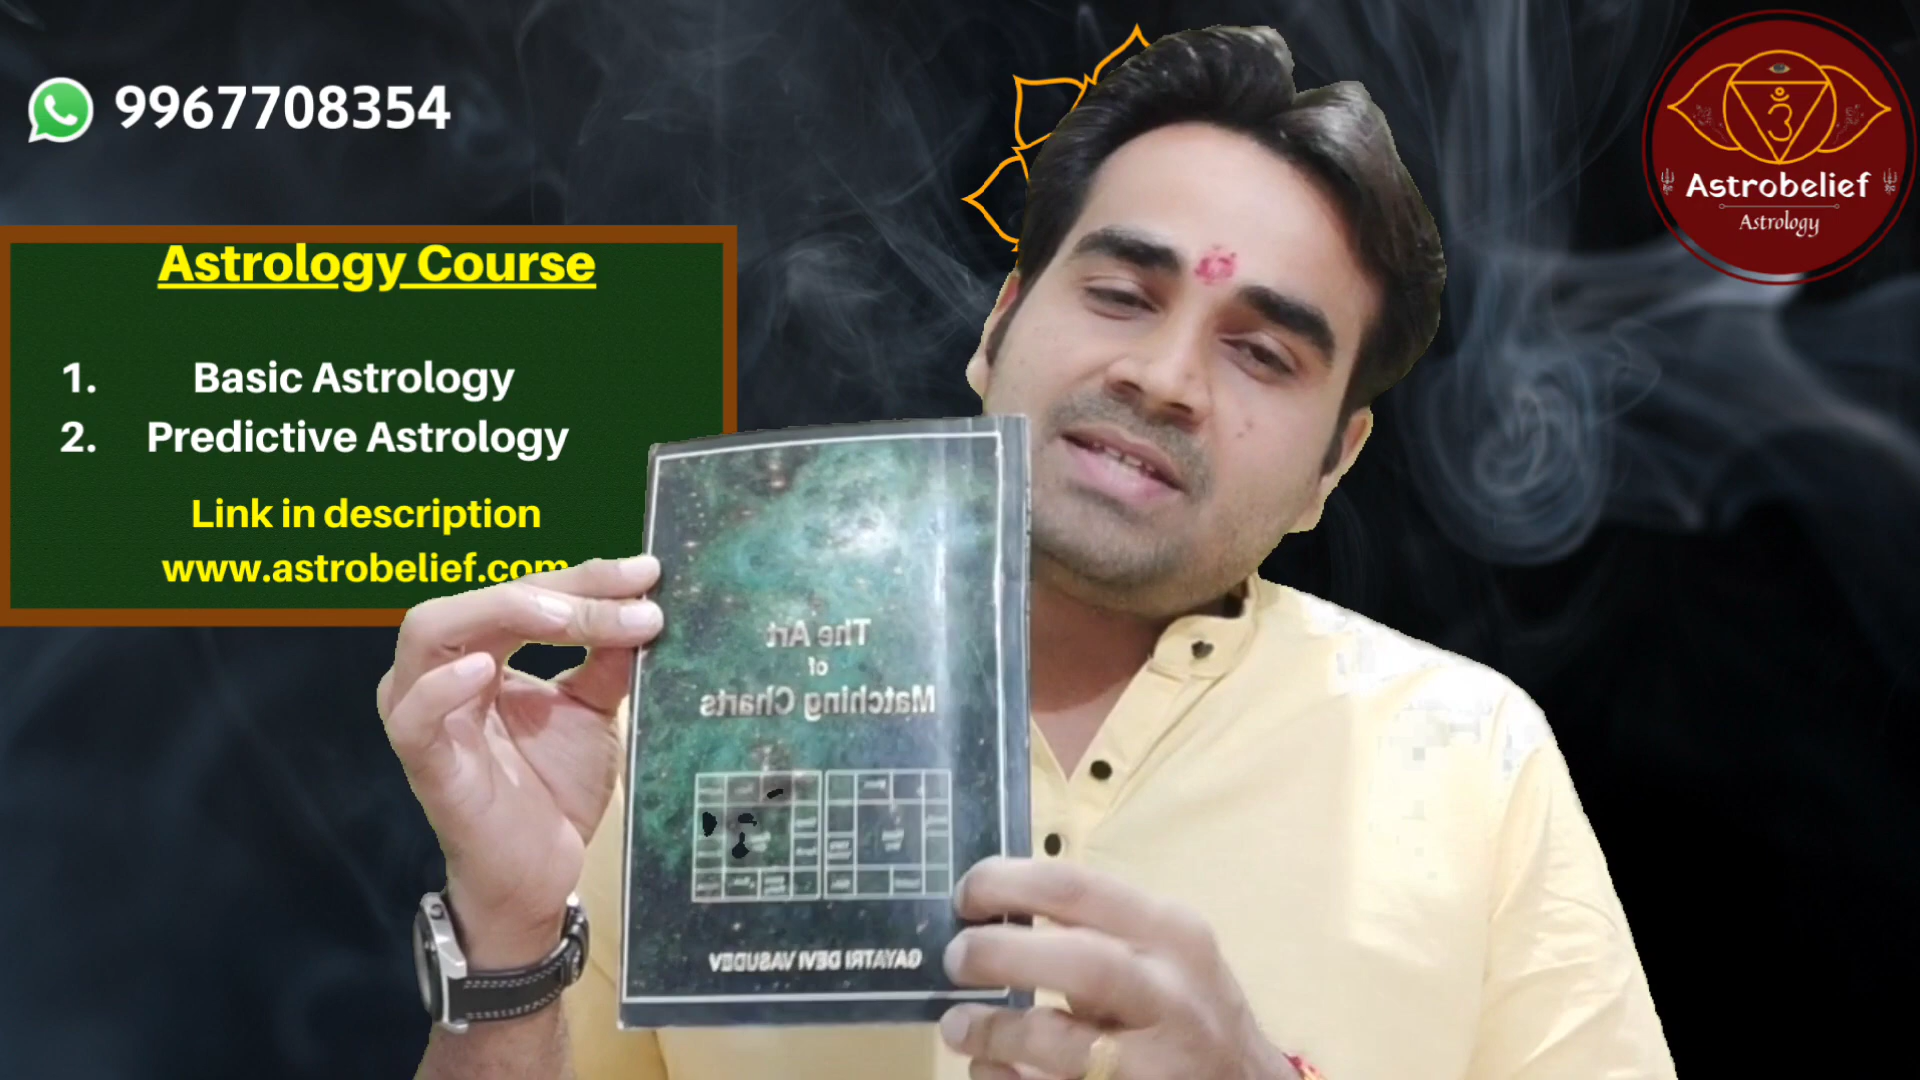 9967708354
Astrology Course
1. Basic Astrology
2. Predictive Astrology
Link in description
www.astrobelief.com
ॐ
Astrobelief
Astrology
The Art
of
Matching Charts
GAYATRI DEVI VASUDEV